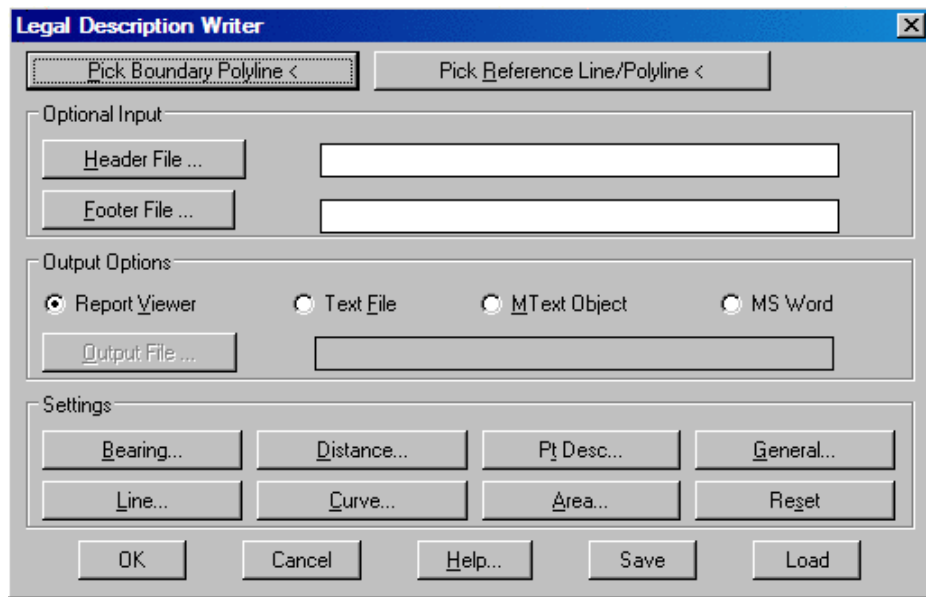 Legal Description Writer
Pick Boundary Polyline < Pick Reference Line/Polyline <
Optional Input
Header File ...
Footer File ...
Output Options
Report Viewer Text File MText Object MS Word
Output File ...
Settings
Bearing... Distance... Pt Desc... General...
Line... Curve... Area... Reset
OK Cancel Help... Save Load